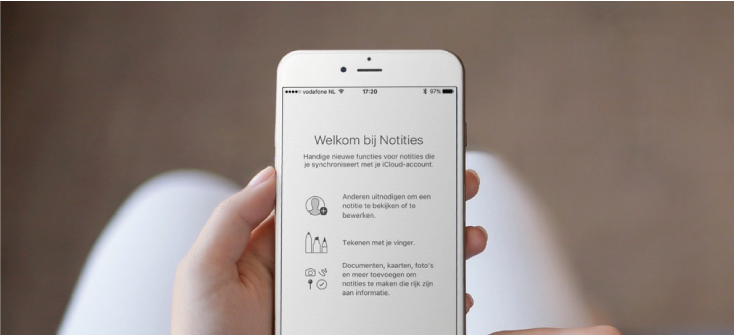 vodafone NL 17:20 97%
Welkom bij Notities
Handige nieuwe functies voor notities die
je synchroniseert met je iCloud-account.
Anderen uitnodigen om een
notitie te bekijken of te
bewerken.
Tekenen met je vinger.
Documenten, kaarten, foto's
en meer toevoegen om
notities te maken die rijk zijn
aan informatie.